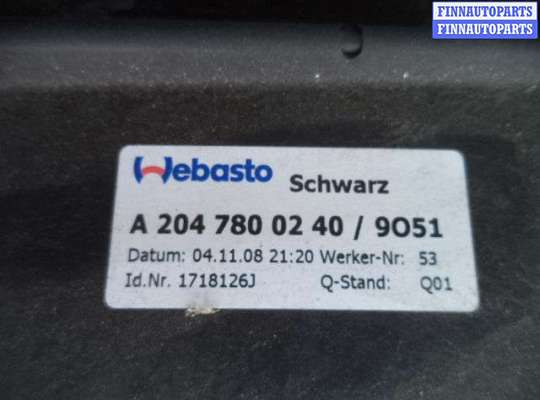 FINNAUTOPARTS
FINNAUTOPARTS
Webasto Schwarz
A 204 780 02 40 / 9O51
Datum: 04.11.08 21:20 Werker-Nr: 53
Id.Nr. 1718126J Q-Stand: Q01